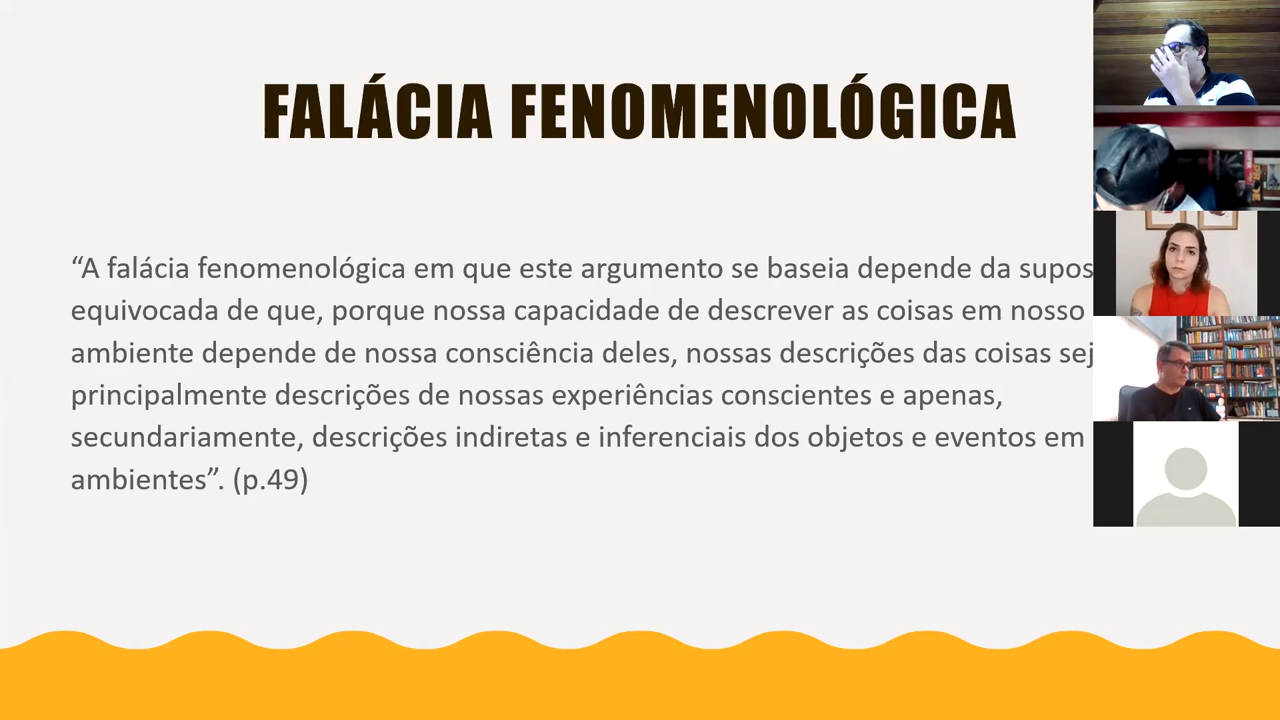 FALÁCIA FENOMENOLÓGICA
“A falácia fenomenológica em que este argumento se baseia depende da supos
equivocada de que, porque nossa capacidade de descrever as coisas em nosso
ambiente depende de nossa consciência deles, nossas descrições das coisas sej
principalmente descrições de nossas experiências conscientes e apenas,
secundariamente, descrições indiretas e inferenciais dos objetos e eventos em
ambientes”. (p.49)